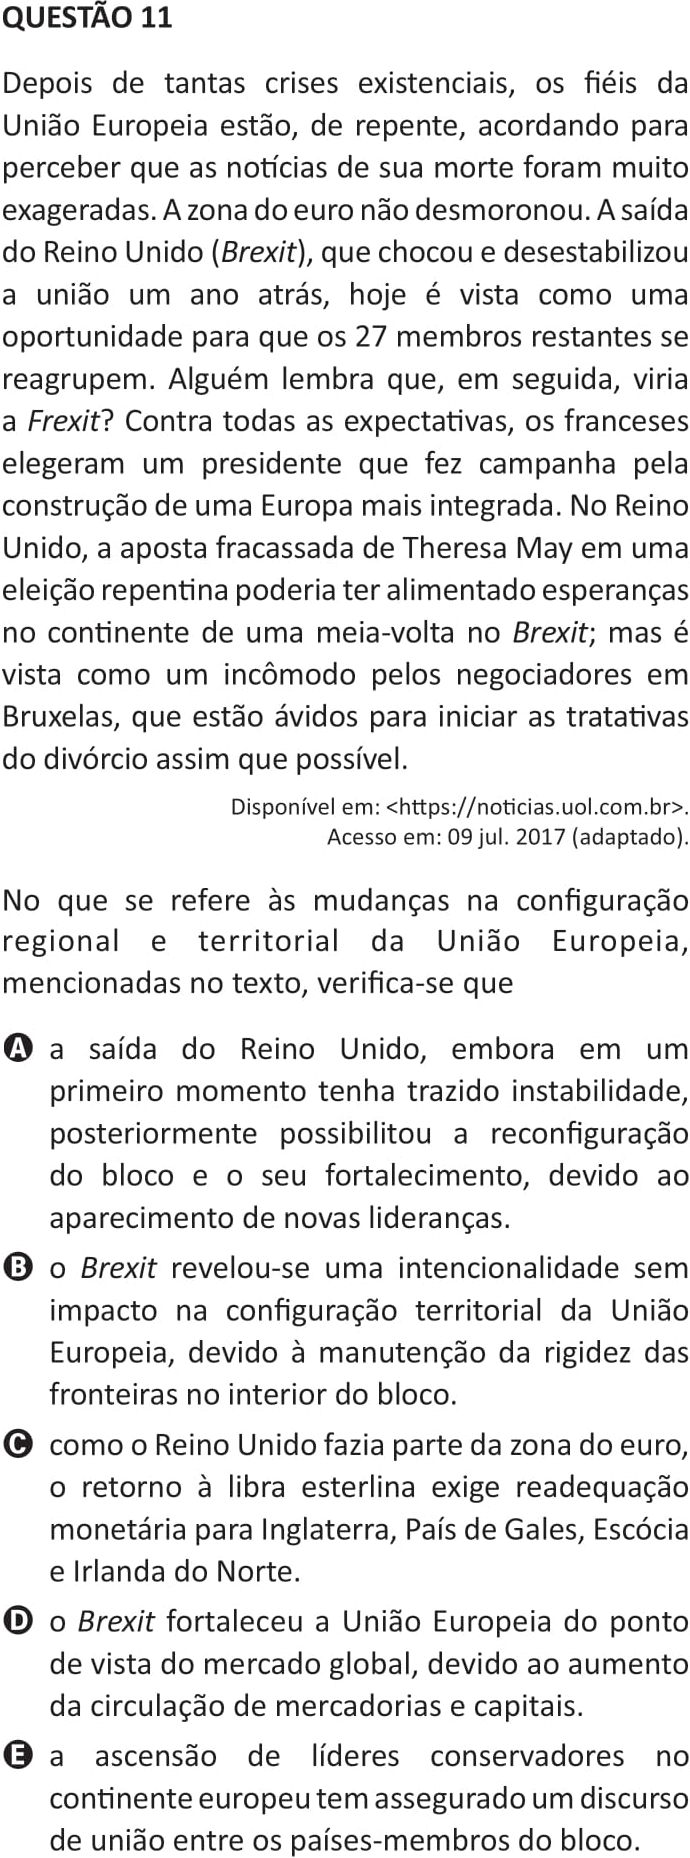 QUESTÃO 11
Depois de tantas crises existenciais, os fiéis da
União Europeia estão, de repente, acordando para
perceber que as notícias de sua morte foram muito
exageradas. A zona do euro não desmoronou. A saída
do Reino Unido (Brexit), que chocou e desestabilizou
a união um ano atrás, hoje é vista como uma
oportunidade para que os 27 membros restantes se
reagrupem. Alguém lembra que, em seguida, viria
a Frexit? Contra todas as expectativas, os franceses
elegeram um presidente que fez campanha pela
construção de uma Europa mais integrada. No Reino
Unido, a aposta fracassada de Theresa May em uma
eleição repentina poderia ter alimentado esperanças
no continente de uma meia-volta no Brexit; mas é
vista como um incômodo pelos negociadores em
Bruxelas, que estão ávidos para iniciar as tratativas
do divórcio assim que possível.
Disponível em: <https://noticias.uol.com.br>.
Acesso em: 09 jul. 2017 (adaptado).
No que se refere às mudanças na configuração
regional e territorial da União Europeia,
mencionadas no texto, verifica-se que
A a saída do Reino Unido, embora em um
primeiro momento tenha trazido instabilidade,
posteriormente possibilitou a reconfiguração
do bloco e o seu fortalecimento, devido ao
aparecimento de novas lideranças.
B o Brexit revelou-se uma intencionalidade sem
impacto na configuração territorial da União
Europeia, devido à manutenção da rigidez das
fronteiras no interior do bloco.
C como o Reino Unido fazia parte da zona do euro,
o retorno à libra esterlina exige readequação
monetária para Inglaterra, País de Gales, Escócia
e Irlanda do Norte.
D o Brexit fortaleceu a União Europeia do ponto
de vista do mercado global, devido ao aumento
da circulação de mercadorias e capitais.
E a ascensão de líderes conservadores no
continente europeu tem assegurado um discurso
de união entre os países-membros do bloco.